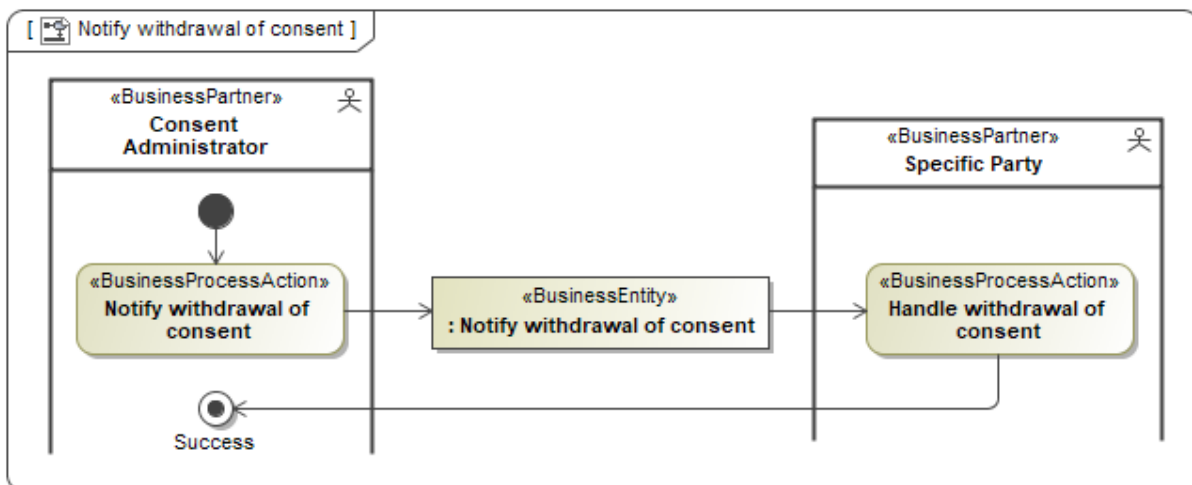 [ Notify withdrawal of consent ]
«BusinessPartner»
Consent
Administrator
«BusinessPartner»
Specific Party
«BusinessProcessAction»
Notify withdrawal of
consent
«BusinessEntity»
: Notify withdrawal of consent
«BusinessProcessAction»
Handle withdrawal of
consent
Success